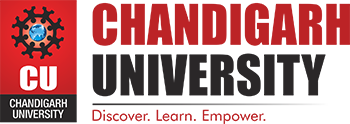 CU
CHANDIGARH
UNIVERSITY
CHANDIGARH
UNIVERSITY
Discover. Learn. Empower.